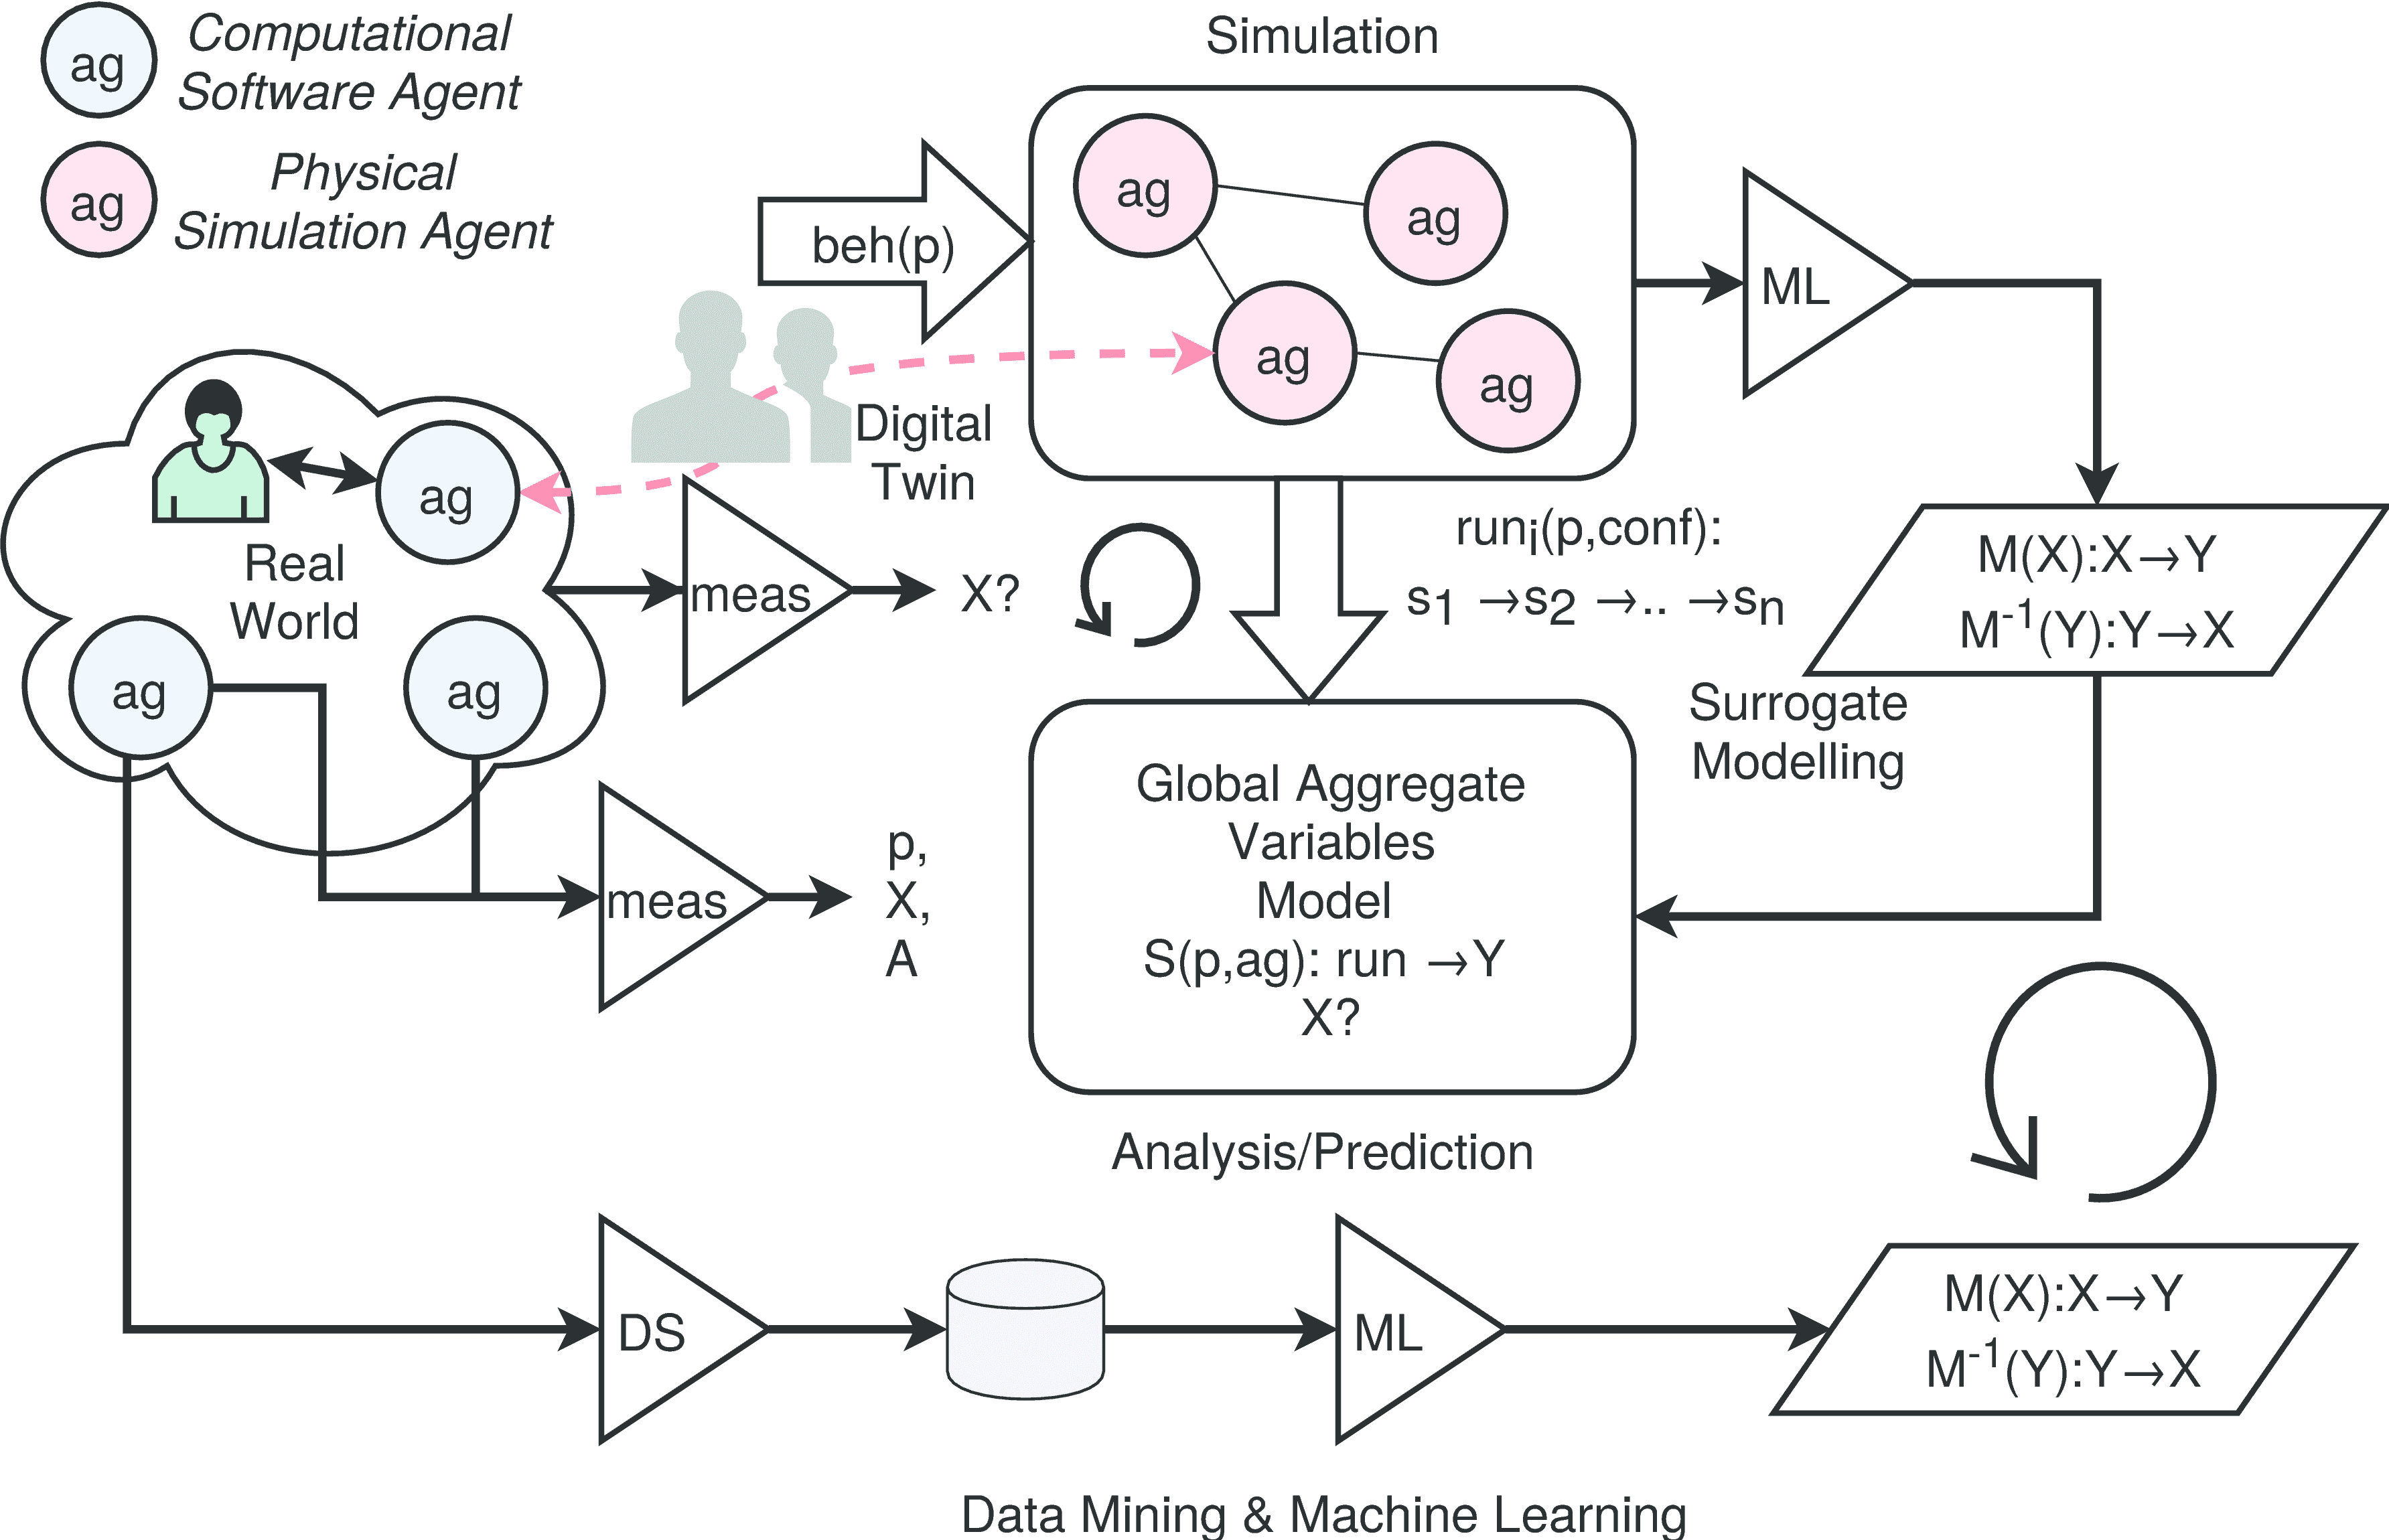 ag
Computational
Software Agent
ag
Physical
Simulation Agent
Simulation
beh(p)
ag
ag
ag
ag
ML
Digital
Twin
ag
Real
World
ag
ag
meas
X?
runi(p,conf):
s1 →s2 →.. →sn
M(X):X→Y
M-1(Y):Y→X
Surrogate
Modelling
meas
p,
X,
A
Global Aggregate
Variables
Model
S(p,ag): run →Y
X?
Analysis/Prediction
DS
ML
M(X):X→Y
M-1(Y):Y→X
Data Mining & Machine Learning